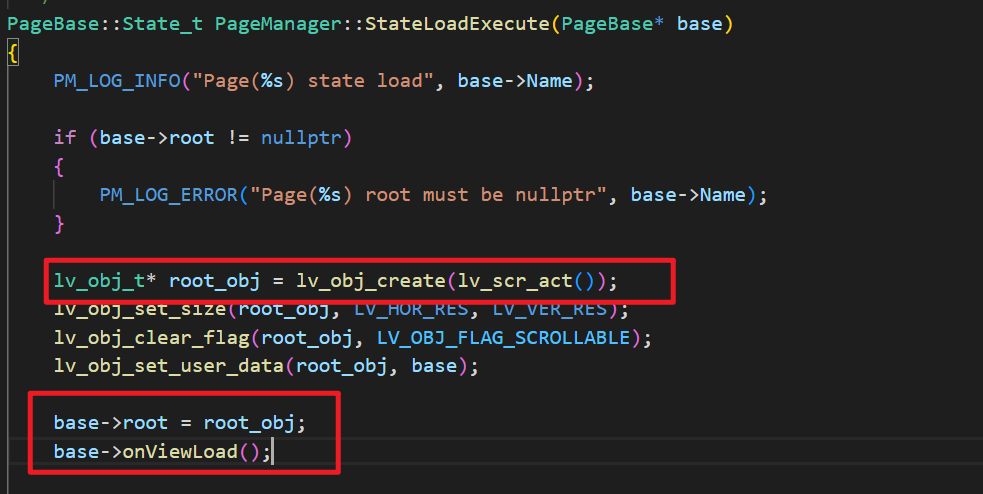 PageBase::State_t PageManager::StateLoadExecute(PageBase* base)
{
    PM_LOG_INFO("Page(%s) state load", base->Name);
    if (base->root != nullptr)
    {
        PM_LOG_ERROR("Page(%s) root must be nullptr", base->Name);
    }
    lv_obj_t* root_obj = lv_obj_create(lv_scr_act());
    lv_obj_set_size(root_obj, LV_HOR_RES, LV_VER_RES);
    lv_obj_clear_flag(root_obj, LV_OBJ_FLAG_SCROLLABLE);
    lv_obj_set_user_data(root_obj, base);
    base->root = root_obj;
    base->onViewLoad();